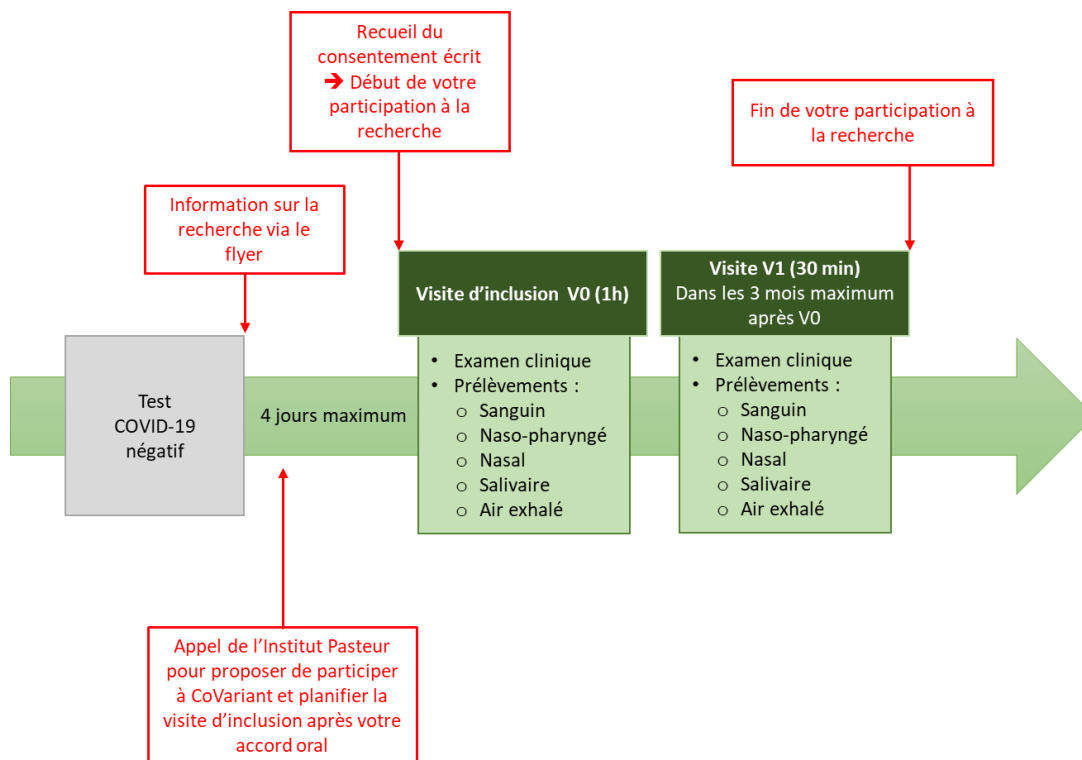 Recueil du
consentement écrit
➔ Début de votre
participation à la
recherche
Fin de votre participation à
la recherche
Information sur la
recherche via le
flyer
Visite d'inclusion V0 (1h)
Visite V1 (30 min)
Dans les 3 mois maximum
après V0
Test
COVID-19
négatif
4 jours maximum
• Examen clinique
• Prélèvements :
o Sanguin
o Naso-pharyngé
o Nasal
o Salivaire
o Air exhalé
• Examen clinique
• Prélèvements :
o Sanguin
o Naso-pharyngé
o Nasal
o Salivaire
o Air exhalé
Appel de l'Institut Pasteur
pour proposer de participer
à CoVariant et planifier la
visite d'inclusion après votre
accord oral